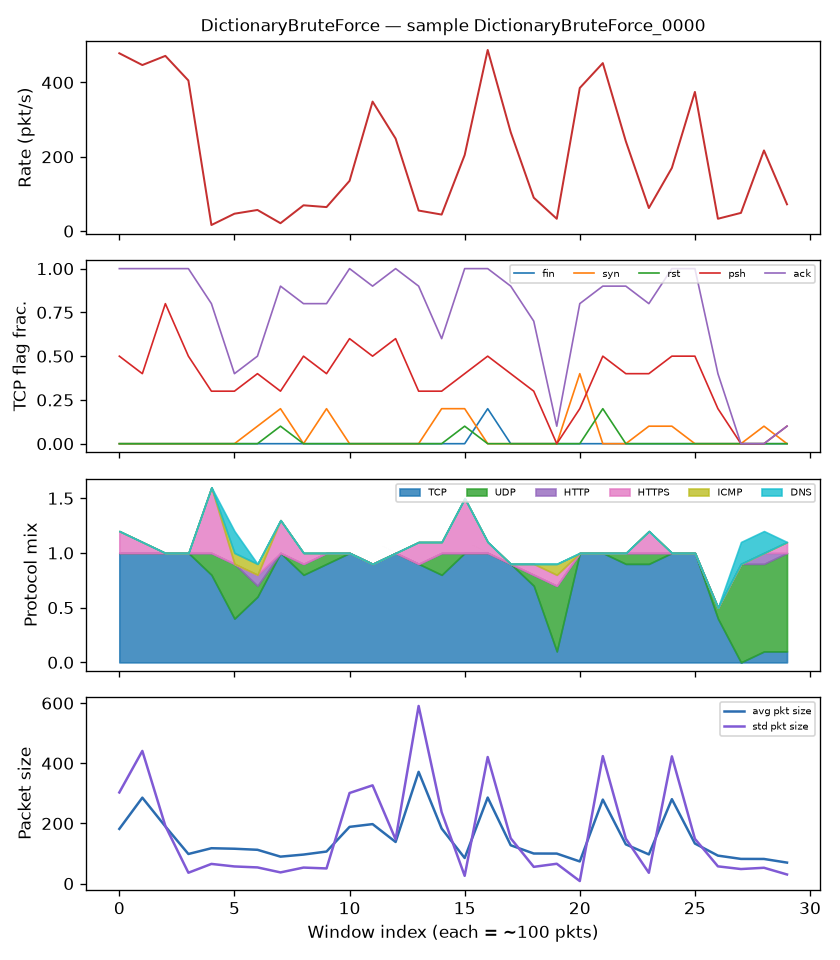 DictionaryBruteForce — sample DictionaryBruteForce_0000
Rate (pkt/s)
400
200
0
TCP flag frac.
1.00
0.75
0.50
0.25
0.00
fin syn rst psh ack
Protocol mix
1.5
1.0
0.5
0.0
TCP UDP HTTP HTTPS ICMP DNS
Packet size
600
400
200
0
avg pkt size
std pkt size
0 5 10 15 20 25 30
Window index (each = ~100 pkts)